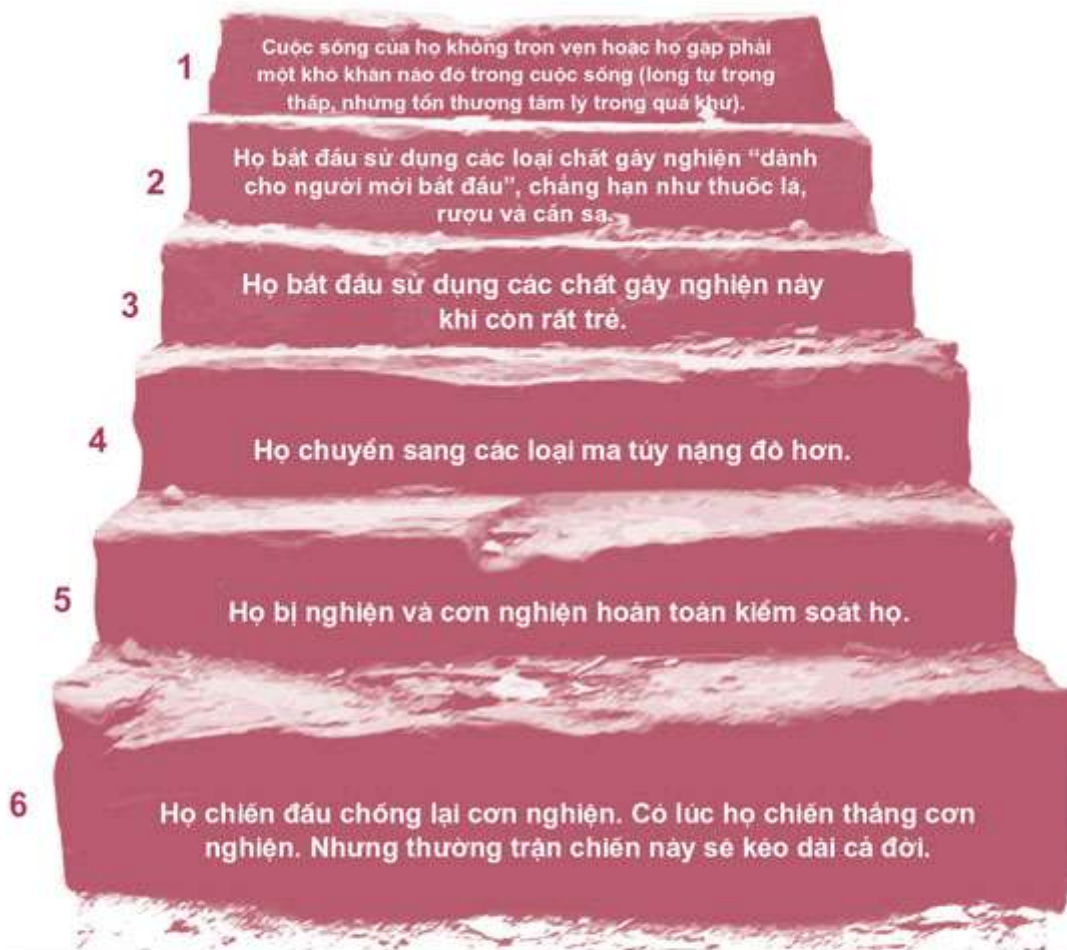 1
Cuộc sống của họ không trọn vẹn hoặc họ gặp phải
một khó khăn nào đó trong cuộc sống (lòng tự trọng
thấp, những tổn thương tâm lý trong quá khứ).
2
Họ bắt đầu sử dụng các loại chất gây nghiện “dành
cho người mới bắt đầu”, chẳng hạn như thuốc lá,
rượu và cần sa.
3
Họ bắt đầu sử dụng các chất gây nghiện này
khi còn rất trẻ.
4
Họ chuyển sang các loại ma túy nặng đô hơn.
5
Họ bị nghiện và cơn nghiện hoàn toàn kiểm soát họ.
6
Họ chiến đấu chống lại cơn nghiện. Có lúc họ chiến thắng cơn
nghiện. Nhưng thường trận chiến này sẽ kéo dài cả đời.